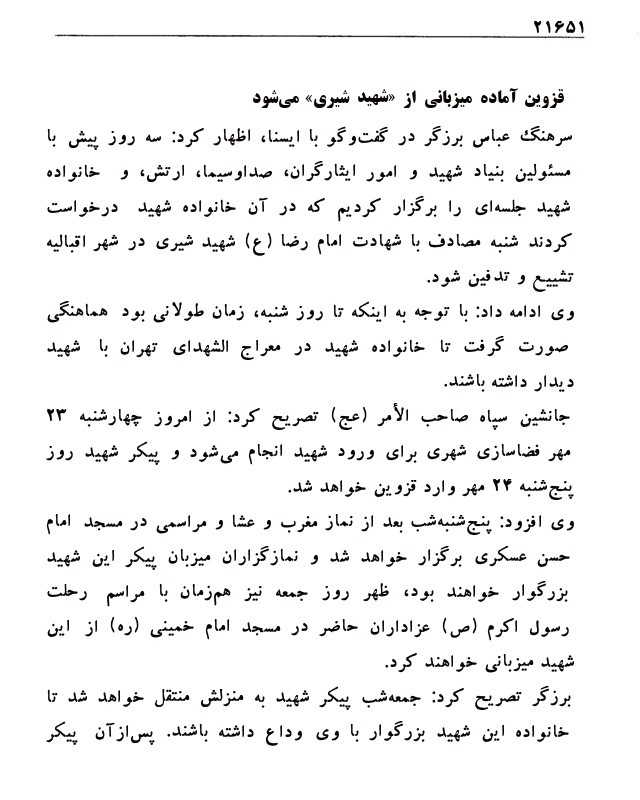 ۲۱۶۵۱
قزوین آماده میزبانی از «شهید شیری» می‌شود
سرهنگ عباس برزگر در گفت‌وگو با ایسنا، اظهار کرد: سه روز پیش با
مسئولین بنیاد شهید و امور ایثارگران، صداوسیما، ارتش، و خانواده
شهید جلسه‌ای را برگزار کردیم که در آن خانواده شهید درخواست
کردند شنبه مصادف با شهادت امام رضا (ع) شهید شیری در شهر اقبالیه
تشییع و تدفین شود.
وی ادامه داد: با توجه به اینکه تا روز شنبه، زمان طولانی بود هماهنگی
صورت گرفت تا خانواده شهید در معراج الشهدای تهران با شهید
دیدار داشته باشند.
جانشین سپاه صاحب الأمر (عج) تصریح کرد: از امروز چهارشنبه ۲۳
مهر فضاسازی شهری برای ورود شهید انجام می‌شود و پیکر شهید روز
پنج‌شنبه ۲۴ مهر وارد قزوین خواهد شد.
وی افزود: پنج‌شنبه‌شب بعد از نماز مغرب و عشا و مراسمی در مسجد امام
حسن عسکری برگزار خواهد شد و نمازگزاران میزبان پیکر این شهید
بزرگوار خواهند بود، ظهر روز جمعه نیز هم‌زمان با مراسم رحلت
رسول اکرم (ص) عزاداران حاضر در مسجد امام خمینی (ره) از این
شهید میزبانی خواهند کرد.
برزگر تصریح کرد: جمعه‌شب پیکر شهید به منزلش منتقل خواهد شد تا
خانواده این شهید بزرگوار با وی وداع داشته باشند. پس‌ازآن پیکر